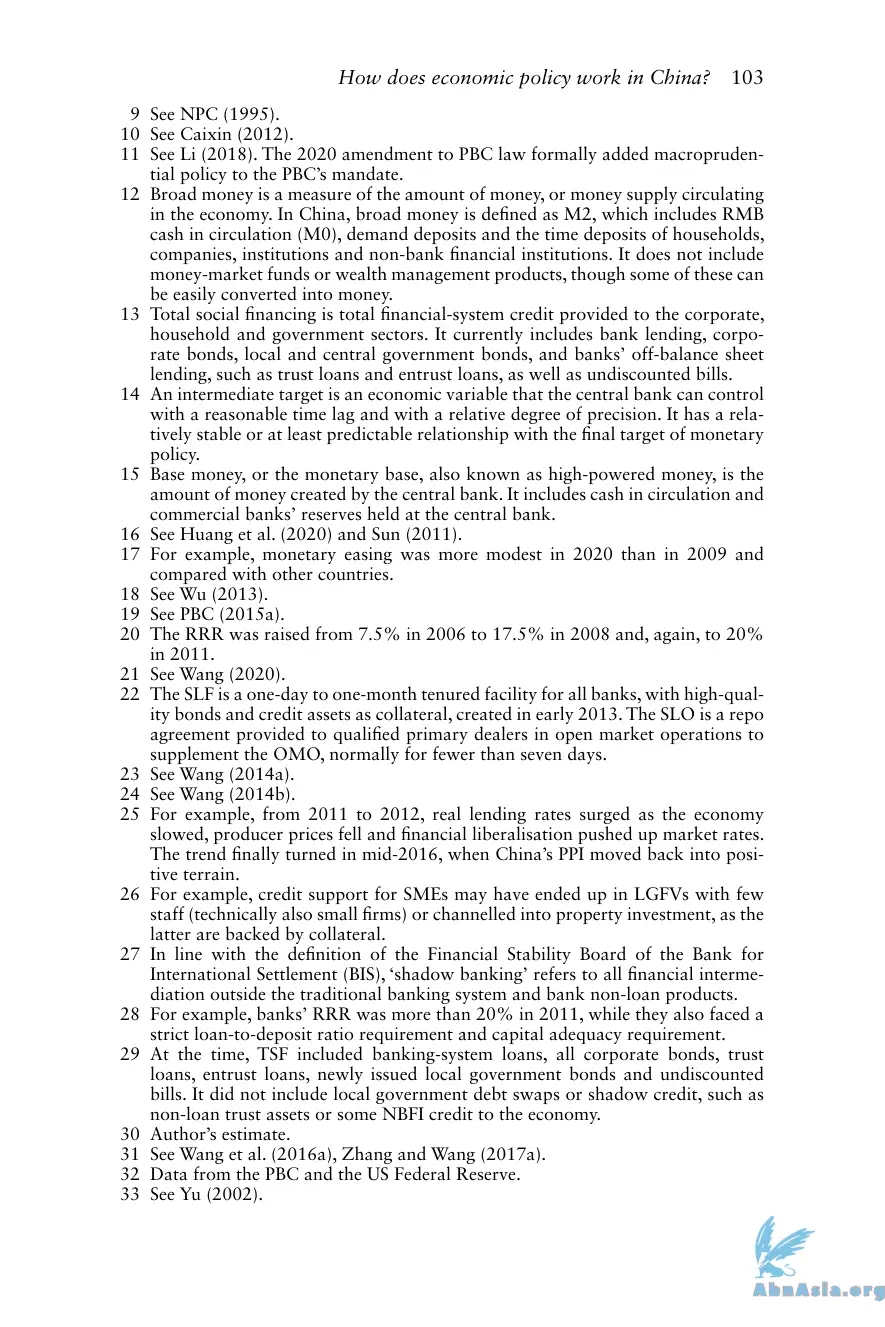 How does economic policy work in China? 103
9 See NPC (1995).
10 See Caixin (2012).
11 See Li (2018). The 2020 amendment to PBC law formally added macropruden-
tial policy to the PBC’s mandate.
12 Broad money is a measure of the amount of money, or money supply circulating
in the economy. In China, broad money is defined as M2, which includes RMB
cash in circulation (M0), demand deposits and the time deposits of households,
companies, institutions and non-bank financial institutions. It does not include
money-market funds or wealth management products, though some of these can
be easily converted into money.
13 Total social financing is total financial-system credit provided to the corporate,
household and government sectors. It currently includes bank lending, corpo-
rate bonds, local and central government bonds, and banks’ off-balance sheet
lending, such as trust loans and entrust loans, as well as undiscounted bills.
14 An intermediate target is an economic variable that the central bank can control
with a reasonable time lag and with a relative degree of precision. It has a rela-
tively stable or at least predictable relationship with the final target of monetary
policy.
15 Base money, or the monetary base, also known as high-powered money, is the
amount of money created by the central bank. It includes cash in circulation and
commercial banks’ reserves held at the central bank.
16 See Huang et al. (2020) and Sun (2011).
17 For example, monetary easing was more modest in 2020 than in 2009 and
compared with other countries.
18 See Wu (2013).
19 See PBC (2015a).
20 The RRR was raised from 7.5% in 2006 to 17.5% in 2008 and, again, to 20%
in 2011.
21 See Wang (2020).
22 The SLF is a one-day to one-month tenured facility for all banks, with high-qual-
ity bonds and credit assets as collateral, created in early 2013. The SLO is a repo
agreement provided to qualified primary dealers in open market operations to
supplement the OMO, normally for fewer than seven days.
23 See Wang (2014a).
24 See Wang (2014b).
25 For example, from 2011 to 2012, real lending rates surged as the economy
slowed, producer prices fell and financial liberalisation pushed up market rates.
The trend finally turned in mid-2016, when China’s PPI moved back into posi-
tive terrain.
26 For example, credit support for SMEs may have ended up in LGFVs with few
staff (technically also small firms) or channelled into property investment, as the
latter are backed by collateral.
27 In line with the definition of the Financial Stability Board of the Bank for
International Settlement (BIS), ‘shadow banking’ refers to all financial interme-
diation outside the traditional banking system and bank non-loan products.
28 For example, banks’ RRR was more than 20% in 2011, while they also faced a
strict loan-to-deposit ratio requirement and capital adequacy requirement.
29 At the time, TSF included banking-system loans, all corporate bonds, trust
loans, entrust loans, newly issued local government bonds and undiscounted
bills. It did not include local government debt swaps or shadow credit, such as
non-loan trust assets or some NBFI credit to the economy.
30 Author’s estimate.
31 See Wang et al. (2016a), Zhang and Wang (2017a).
32 Data from the PBC and the US Federal Reserve.
33 See Yu (2002).
AbnAsia.org